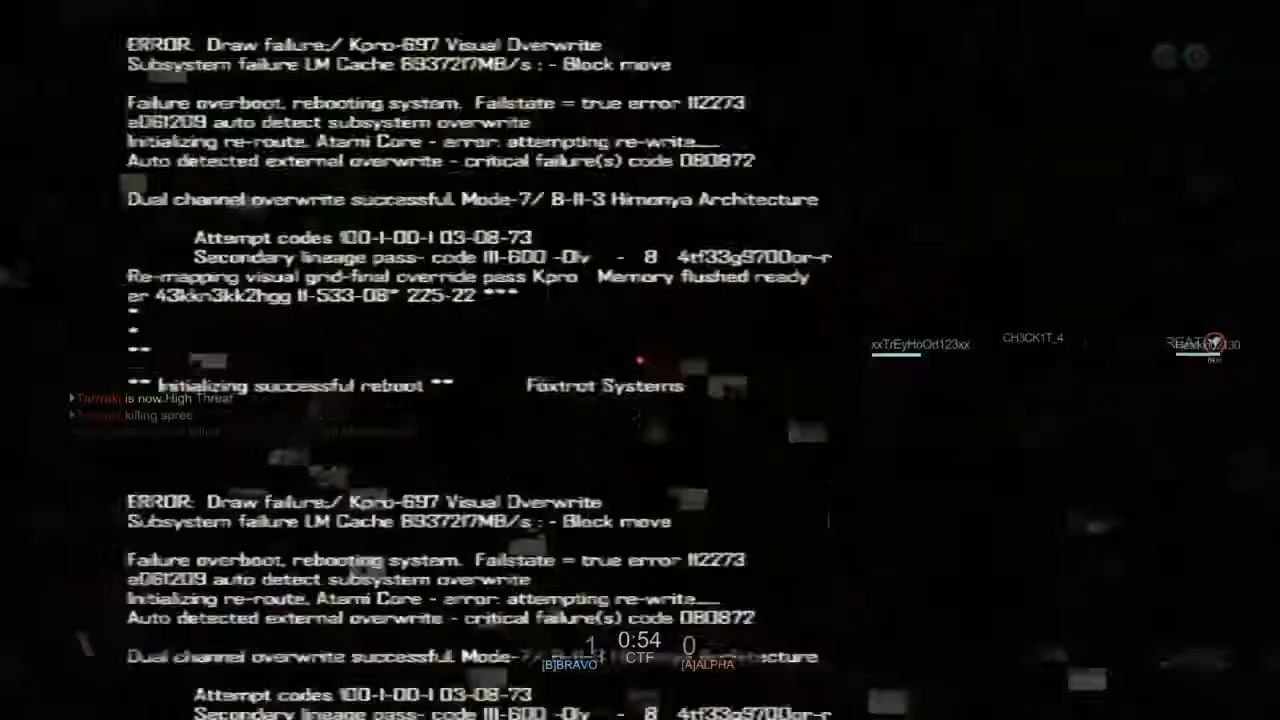 ERROR: Draw failure:/ Kpro-697 Visual Overwrite
Subsystem failure LM Cache 8937217MB/s : - Block move
Failure overboot, rebooting system. Failstate = true error 112273
a061209 auto detect subsystem overwrite
Initializing re-route, Atami Core - error: attempting re-write.....
Auto detected external overwrite - critical failure(s) code 080872
Dual channel overwrite successful. Mode-7/ B-11-3 Himonya Architecture
Attempt codes 100-1-00-1 03-08-73
Secondary lineage pass- code 111-600 -01y - 8 4tf33g9700or-r
Re-mapping visual grid-final override pass Kpro Memory flushed ready
er 43kkn3kk2hgg 11-533-08* 225-22 ***
*
*
**
xxTrEyHoOd123xx
CH3CK1T_4
** Initializing successful reboot ** Foxtrot Systems
is now High Threat
killing spree
ERROR: Draw failure:/ Kpro-697 Visual Overwrite
Subsystem failure LM Cache 8937217MB/s : - Block move
Failure overboot, rebooting system. Failstate = true error 112273
a061209 auto detect subsystem overwrite
Initializing re-route, Atami Core - error: attempting re-write.....
Auto detected external overwrite - critical failure(s) code 080872
1 0:54 0
CTF
[B]BRAVO [A]ALPHA
Dual channel overwrite successful. Mode-7/ Architecture
Attempt codes 100-1-00-1 03-08-73
Secondary lineage pass- code 111-600 -01y - 8 4tf33g9700or-r